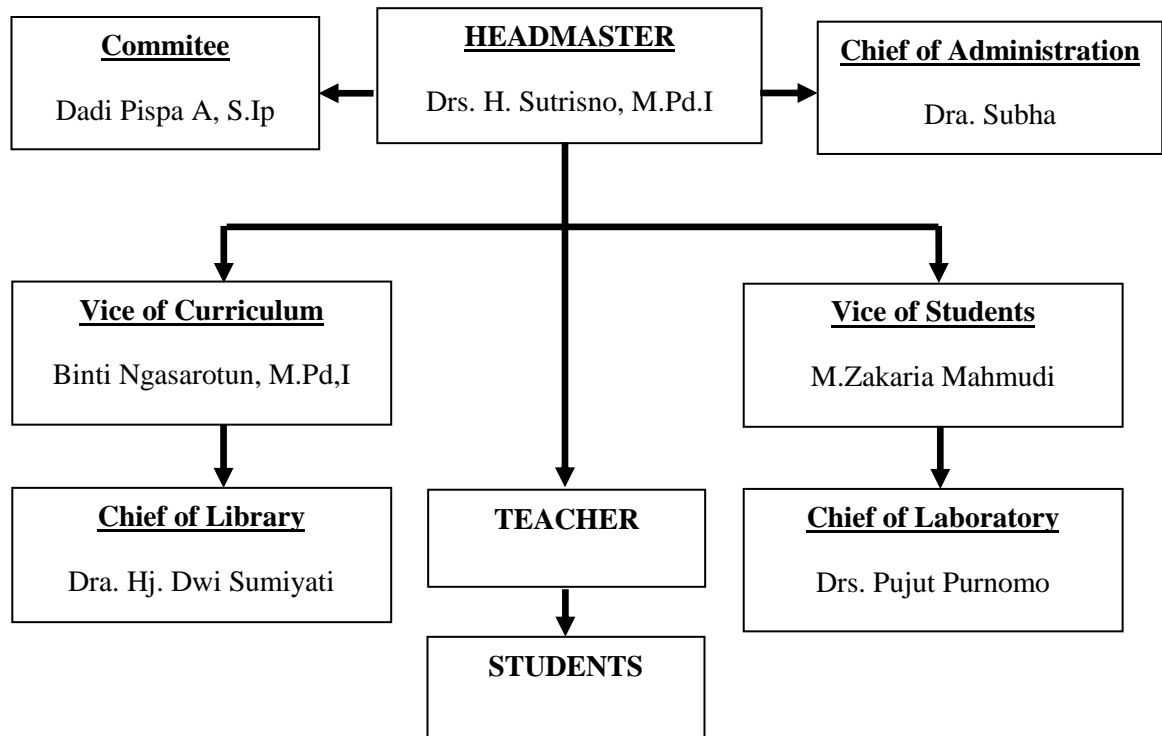 Commitee
Dadi Pispa A, S.Ip
HEADMASTER
Drs. H. Sutrisno, M.Pd.I
Chief of Administration
Dra. Subha
Vice of Curriculum
Binti Ngasarotun, M.Pd,I
Vice of Students
M.Zakaria Mahmudi
Chief of Library
Dra. Hj. Dwi Sumiyati
TEACHER
Chief of Laboratory
Drs. Pujut Purnomo
STUDENTS